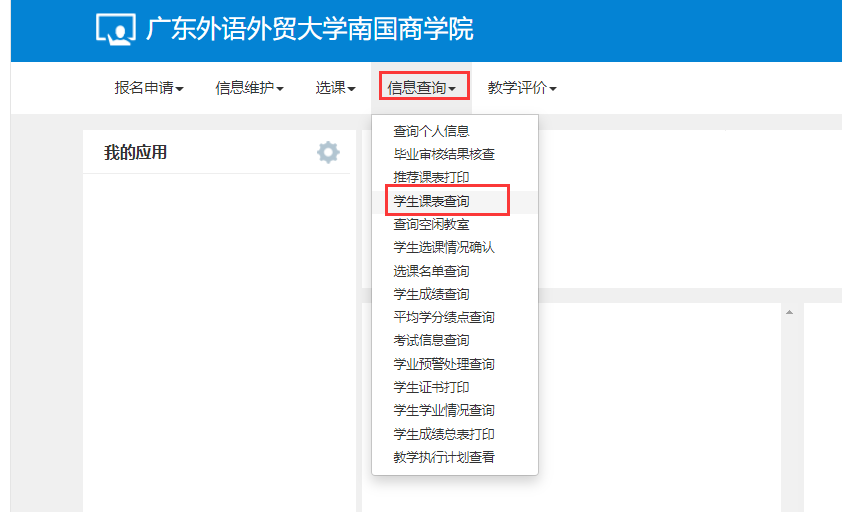 广东外语外贸大学南国商学院
报名申请 信息维护 选课 信息查询 教学评价
我的应用
查询个人信息
毕业审核结果核查
推荐课表打印
学生课表查询
查询空闲教室
学生选课情况确认
选课名单查询
学生成绩查询
平均学分绩点查询
考试信息查询
学业预警处理查询
学生证书打印
学生学业情况查询
学生成绩总表打印
教学执行计划查看